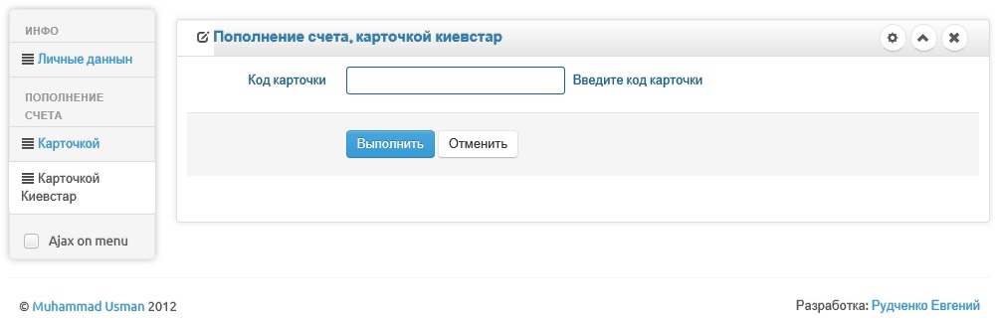 ИНФО
Личные даннын
ПОПОЛНЕНИЕ
СЧЕТА
Карточкой
Карточкой
Киевстар
Ajax on menu
Пополнение счета, карточкой киевстар
Код карточки Введите код карточки
Выполнить Отменить
© Muhammad Usman 2012
Разработка: Рудченко Евгений